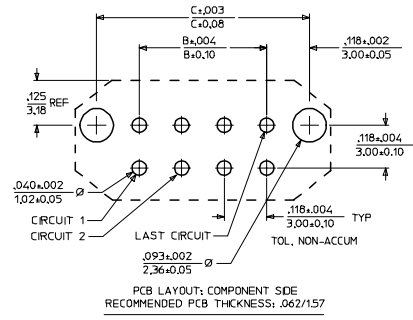 C±.003
C±0.08
B±.004
B±0.10
.118±.002
3.00±0.05
.125
3.18 REF
.118±.004
3.00±0.10
.040±.002
1.02±0.05 Ø
CIRCUIT 1
CIRCUIT 2
LAST CIRCUIT
.118±.004
3.00±0.10 TYP
TOL. NON-ACCUM
.093±.002
2.36±0.05 Ø
PCB LAYOUT: COMPONENT SIDE
RECOMMENDED PCB THICKNESS: .062/1.57